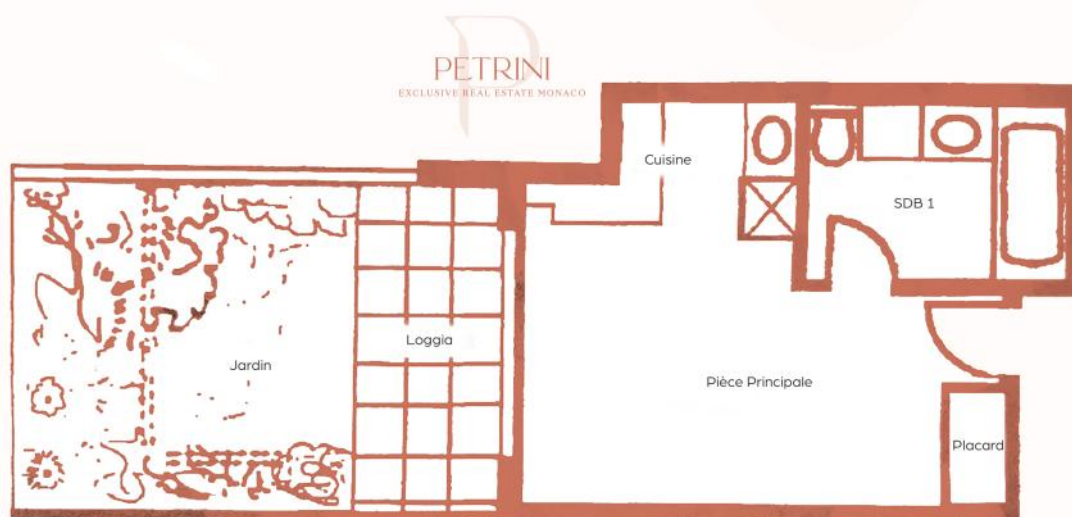 PETRINI
EXCLUSIVE REAL ESTATE MONACO
Cuisine
SDB 1
Loggia
Jardin
Pièce Principale
Placard